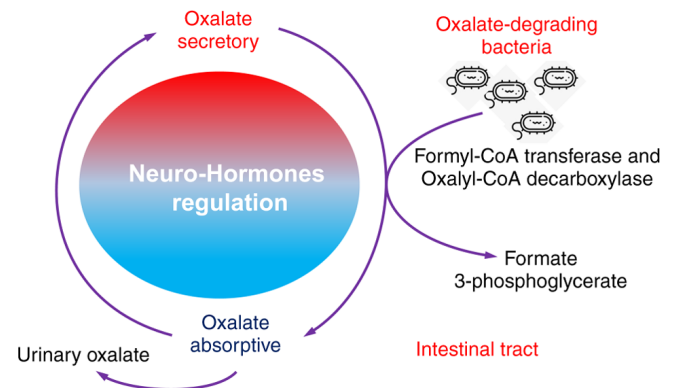 Oxalate
secretory
Oxalate-degrading
bacteria
Neuro-Hormones
regulation
Formyl-CoA transferase and
Oxalyl-CoA decarboxylase
Formate
3-phosphoglycerate
Oxalate
absorptive
Urinary oxalate
Intestinal tract